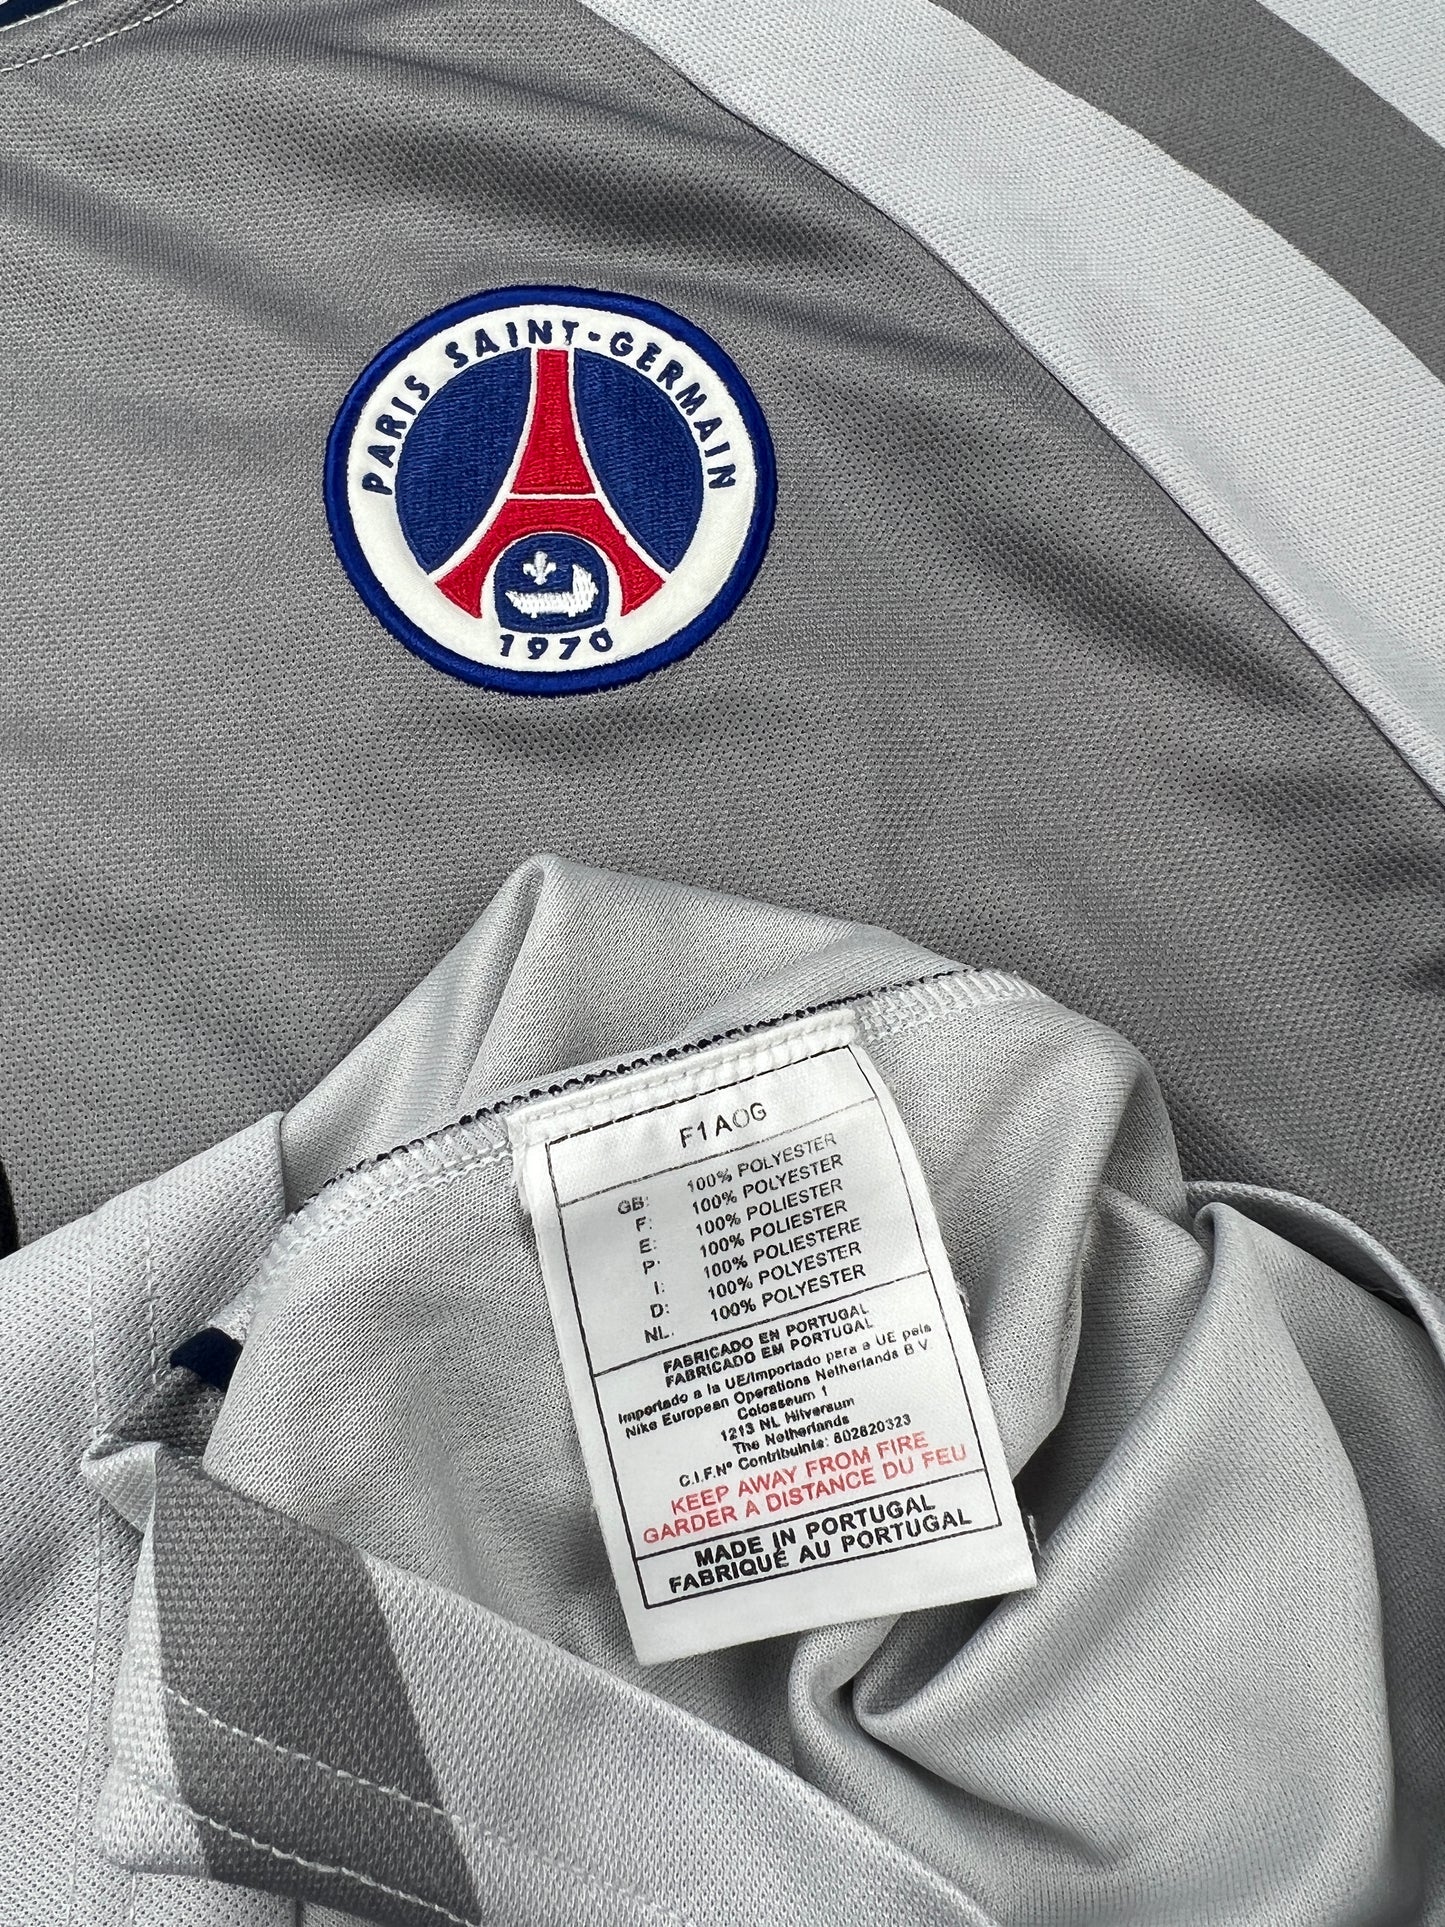 PARIS SAINT-GERMAIN
1970
F1AOG
GB: 100% POLYESTER
F: 100% POLYESTER
E: 100% POLIESTER
P: 100% POLIESTER
I: 100% POLIESTERE
D: 100% POLYESTER
NL: 100% POLYESTER
FABRICADO EN PORTUGAL
FABRICADO EM PORTUGAL
Importado a la UE/Importado para a UE pela
Nike European Operations Netherlands B V
Colosseum 1
1213 NL Hilversum
The Netherlands
C.I.F.Nº Contribuinte: 802820323
KEEP AWAY FROM FIRE
GARDER A DISTANCE DU FEU
MADE IN PORTUGAL
FABRIQUÉ AU PORTUGAL